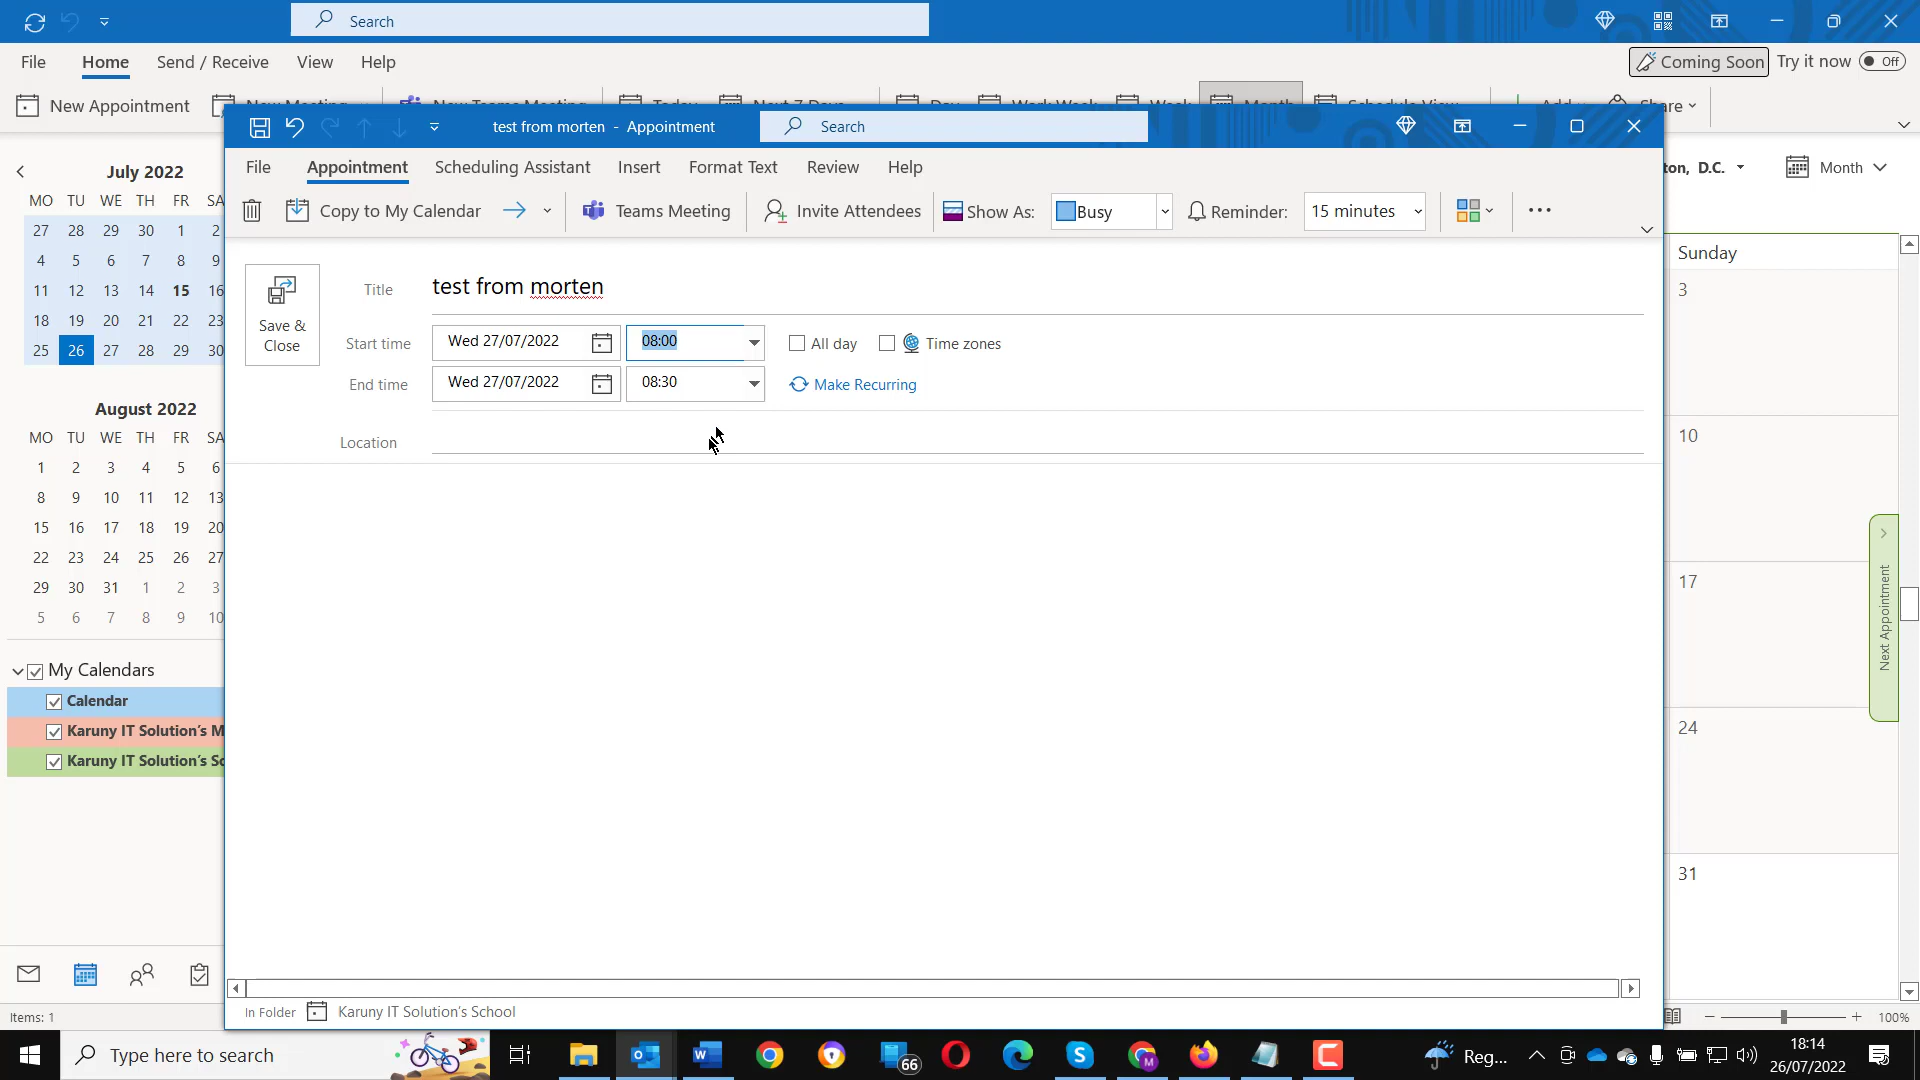 Search
File Home Send / Receive View Help
Coming Soon Try it now Off
New Appointment
test from morten - Appointment
Search
File Appointment Scheduling Assistant Insert Format Text Review Help
Copy to My Calendar Teams Meeting Invite Attendees Show As: Busy Reminder: 15 minutes
Save & Close
Title test from morten
Start time Wed 27/07/2022 08:00 All day Time zones
End time Wed 27/07/2022 08:30 Make Recurring
Location
In Folder Karuny IT Solution's School
July 2022
MO TU WE TH FR SA
27 28 29 30 1 2
4 5 6 7 8 9
11 12 13 14 15 16
18 19 20 21 22 23
25 26 27 28 29 30
August 2022
MO TU WE TH FR SA
1 2 3 4 5 6
8 9 10 11 12 13
15 16 17 18 19 20
22 23 24 25 26 27
29 30 31 1 2 3
5 6 7 8 9 10
My Calendars
Calendar
Karuny IT Solution's M
Karuny IT Solution's Sc
ton, D.C. Month
Sunday
3
10
17
24
31
Next Appointment
Items: 1
100%
Type here to search
66
Reg...
18:14
26/07/2022